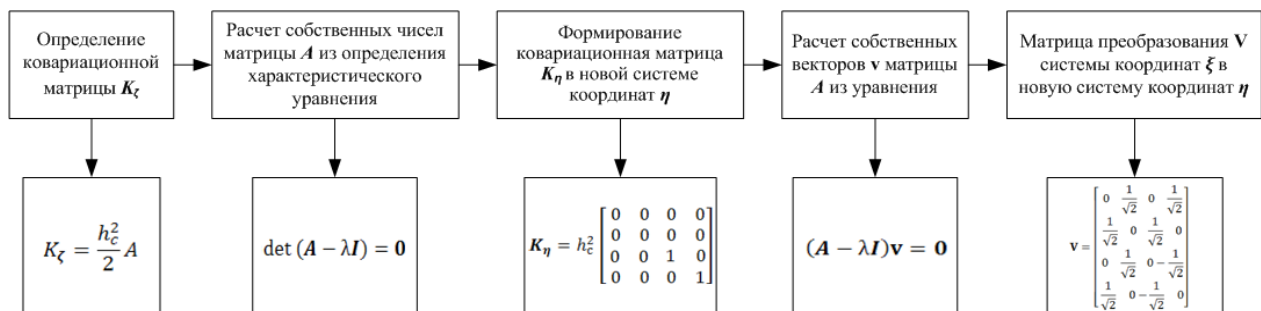 Определение
ковариационной
матрицы K_ζ
Расчет собственных чисел
матрицы A из определения
характеристического
уравнения
Формирование
ковариационная матрица
K_η в новой системе
координат η
Расчет собственных
векторов v матрицы
A из уравнения
Матрица преобразования V
системы координат ξ в
новую систему координат η
K_ζ = h_c^2/2 A
det (A − λI) = 0
K_η = h_c^2 [0 0 0 0
0 0 0 0
0 0 1 0
0 0 0 1]
(A − λI)v = 0
V = [0 1/√2 0 1/√2
1/√2 0 1/√2 0
0 1/√2 0 − 1/√2
1/√2 0 − 1/√2 0]